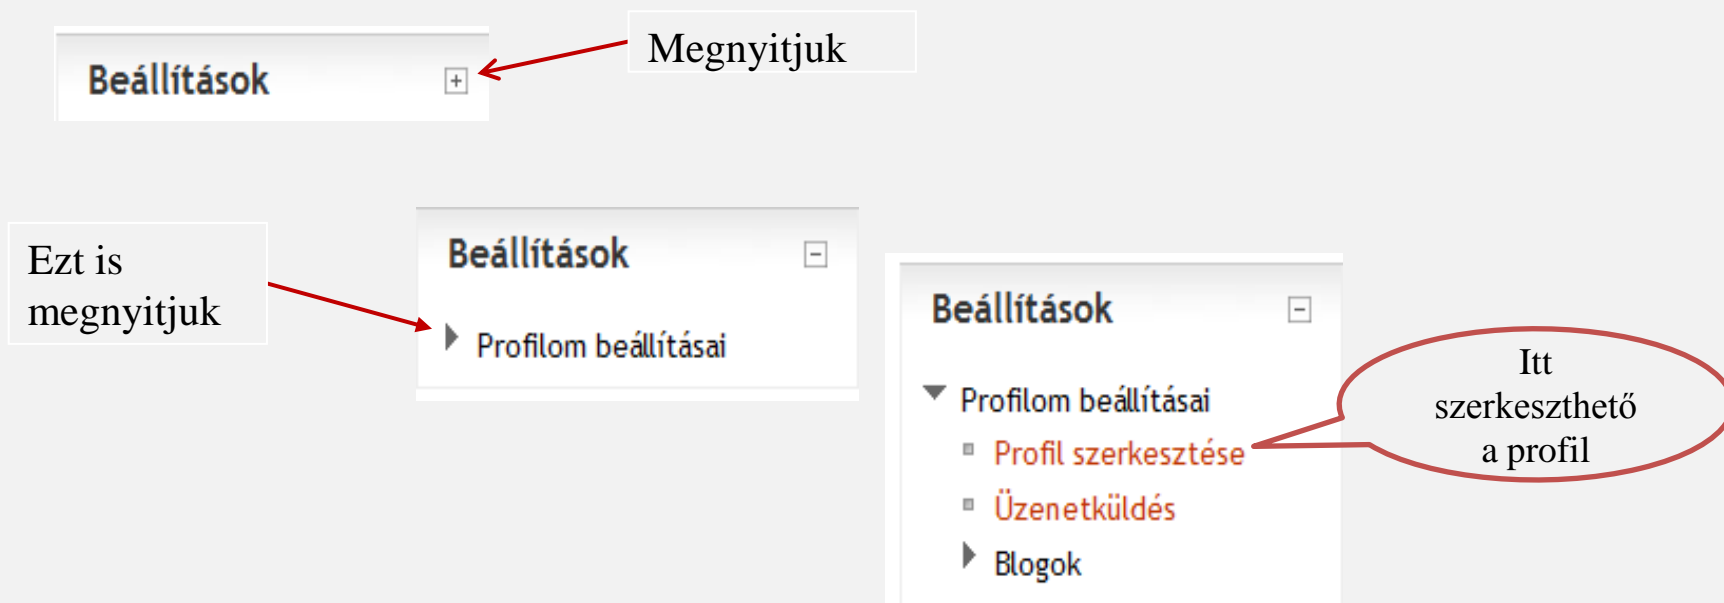 Beállítások
Megnyitjuk
Ezt is
megnyitjuk
Beállítások
Profilom beállításai
Beállítások
Profilom beállításai
Profil szerkesztése
Üzenetküldés
Blogok
Itt
szerkeszthető
a profil